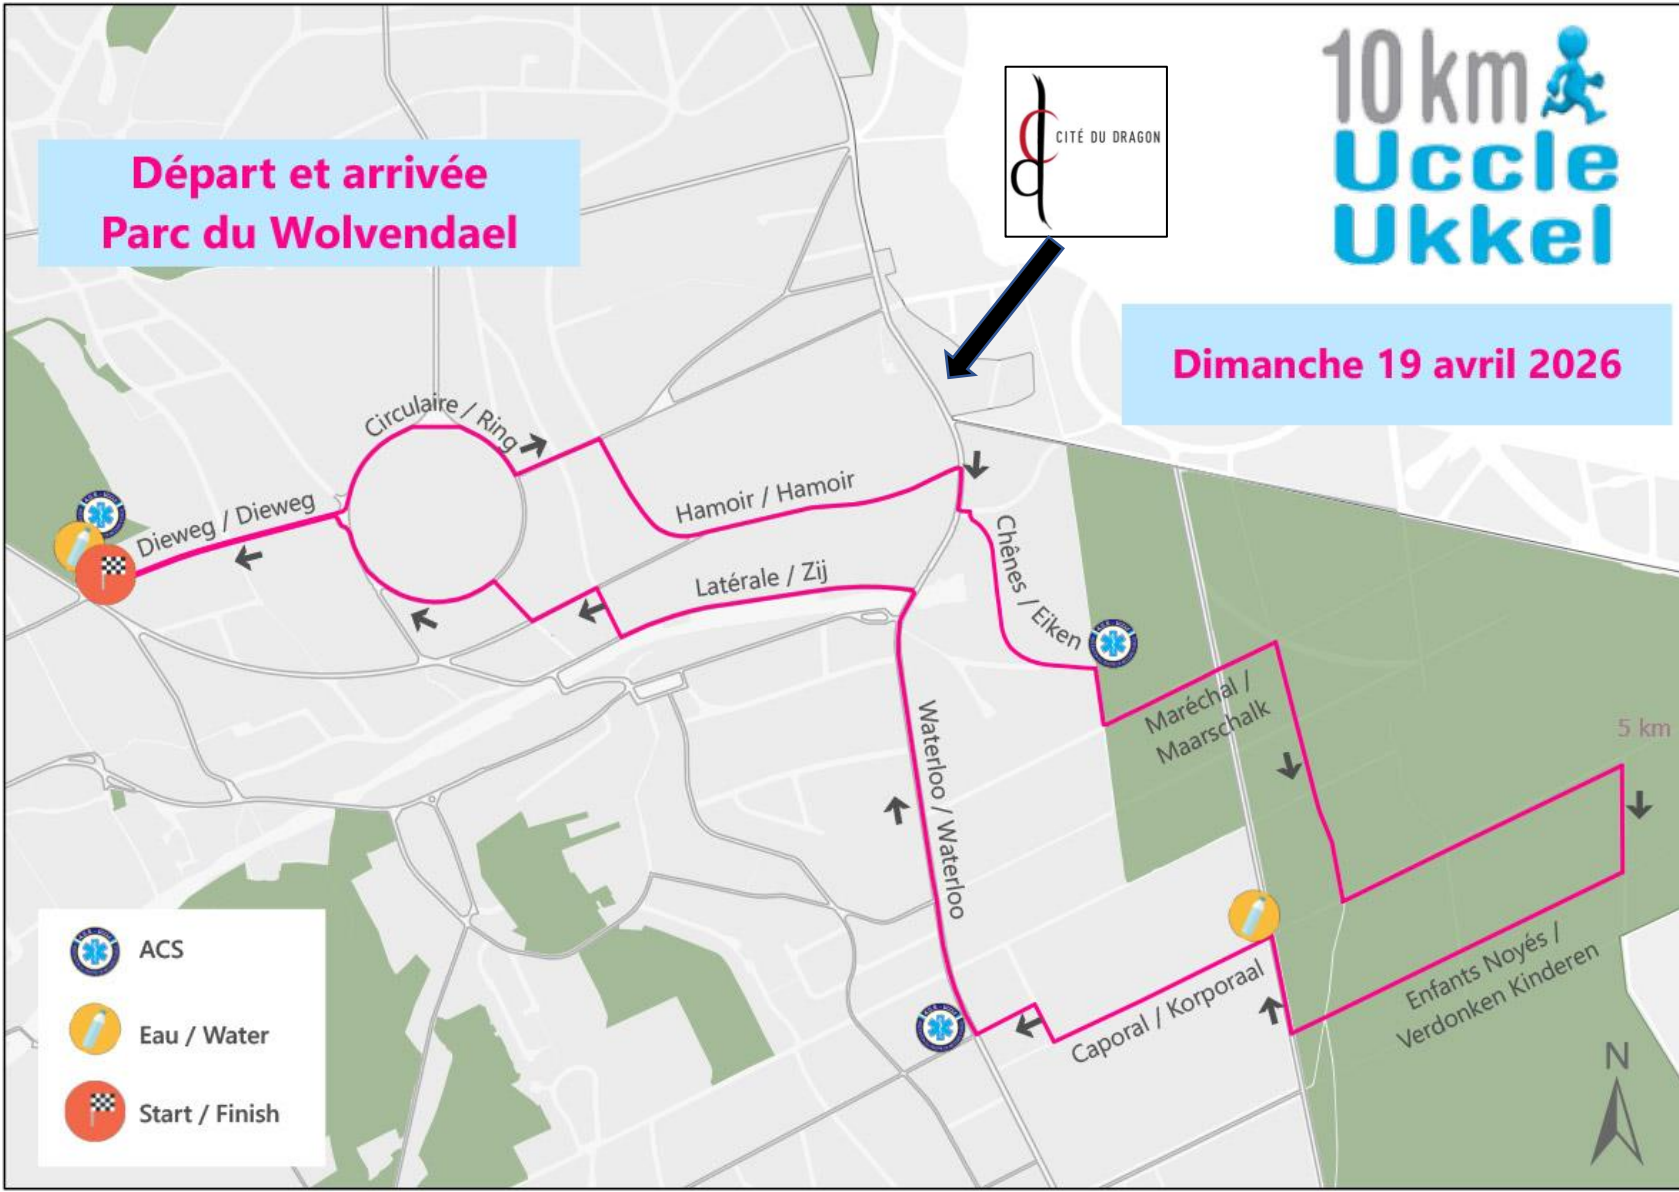 10 km
Uccle
Ukkel
CITÉ DU DRAGON
Départ et arrivée
Parc du Wolvendael
Dimanche 19 avril 2026
Circulaire / Ring
Dieweg / Dieweg
Hamoir / Hamoir
Latérale / Zij
Chênes / Eiken
Maréchal /
Maarschalk
5 km
Waterloo / Waterloo
Enfants Noyés /
Verdonken Kinderen
Caporal / Korporaal
ACS
Eau / Water
Start / Finish
N